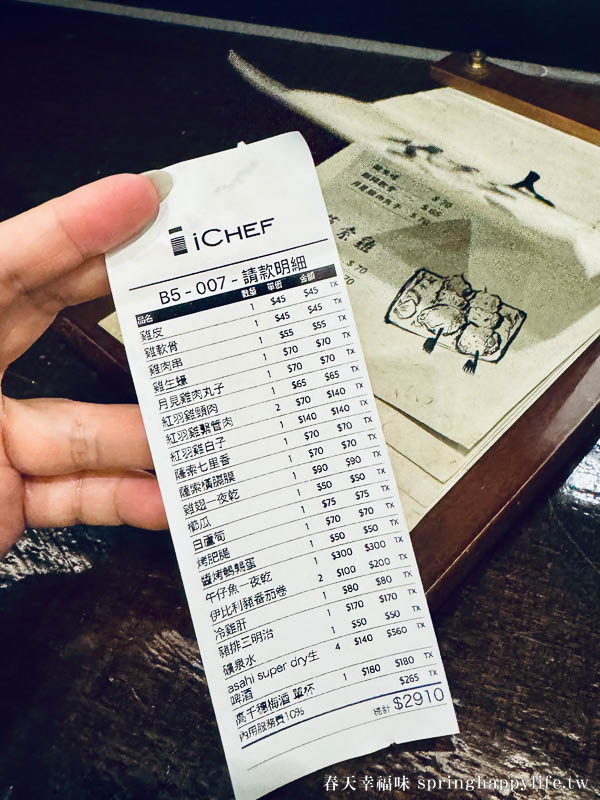 iCHEF
B5-007-請款明細
品名 數量 單價 金額
雞皮 1 $45 $45 TX
雞軟骨 1 $45 $45 TX
雞肉串 1 $55 $55 TX
雞生蠔 1 $70 $70 TX
月見雞肉丸子 1 $70 $70 TX
紅羽雞頸肉 1 $65 $65 TX
紅羽雞繫管肉 2 $70 $140 TX
紅羽雞白子 1 $140 $140 TX
薩索七里香 1 $70 $70 TX
薩索橫膈膜 1 $70 $70 TX
雞翅一夜乾 1 $90 $90 TX
櫛瓜 1 $50 $50 TX
白蘆筍 1 $75 $75 TX
烤肥腸 1 $70 $70 TX
醬烤鵪鶉蛋 1 $50 $50 TX
午仔魚一夜乾 1 $300 $300 TX
伊比利豬番茄卷 2 $100 $200 TX
冷雞肝 1 $80 $80 TX
豬排三明治 1 $170 $170 TX
礦泉水 1 $50 $50 TX
asahi super dry生 4 $140 $560 TX
啤酒
高千穗梅酒 單杯 1 $180 $180 TX
內用服務費10% $265 TX
總計 $2910
$70
春天幸福味 springhappylife.tw